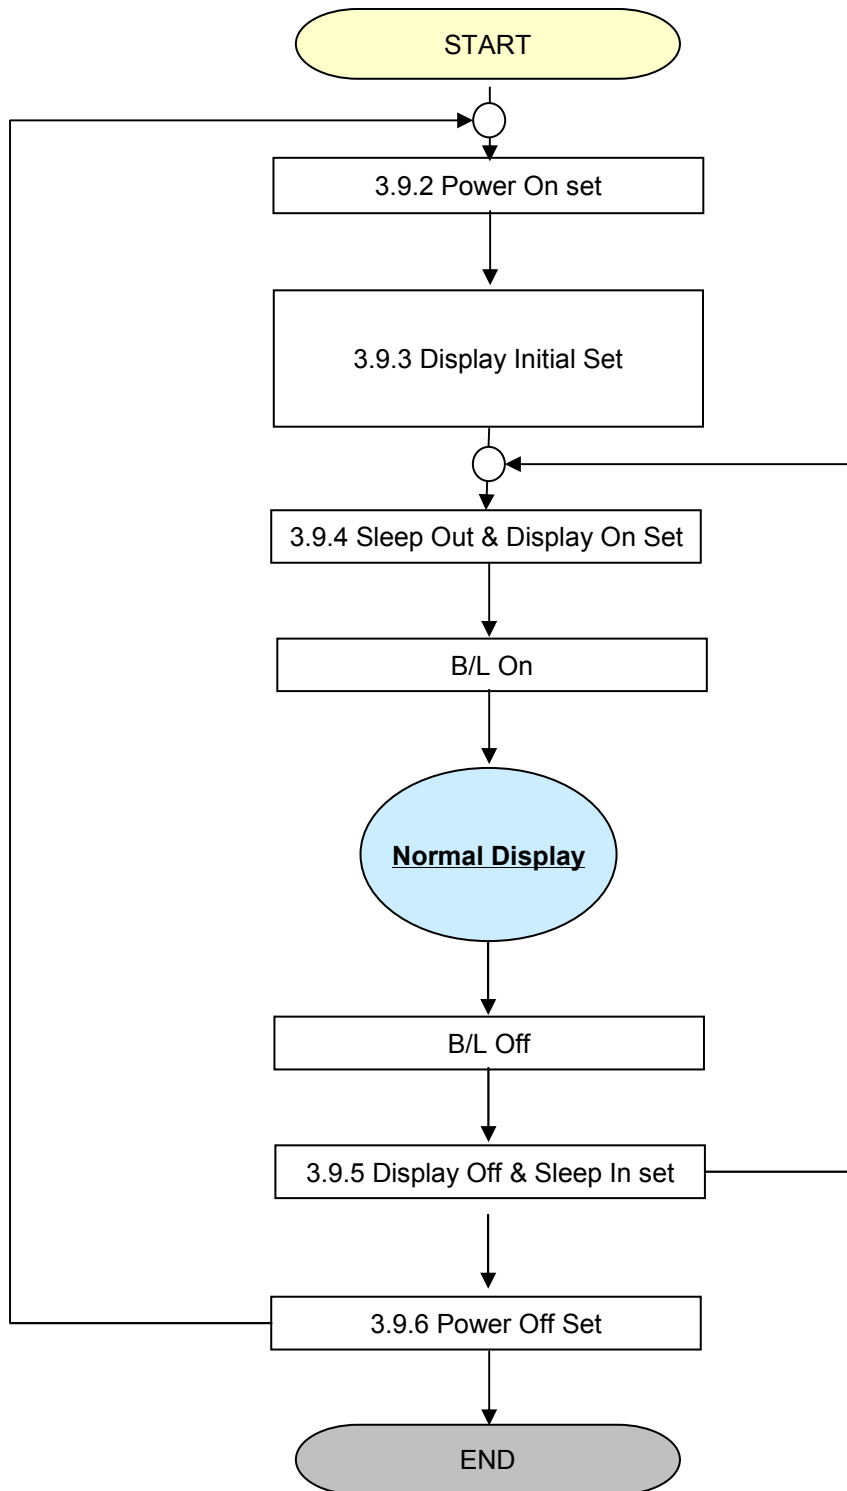 START
3.9.2 Power On set
3.9.3 Display Initial Set
3.9.4 Sleep Out & Display On Set
B/L On
Normal Display
B/L Off
3.9.5 Display Off & Sleep In set
3.9.6 Power Off Set
END